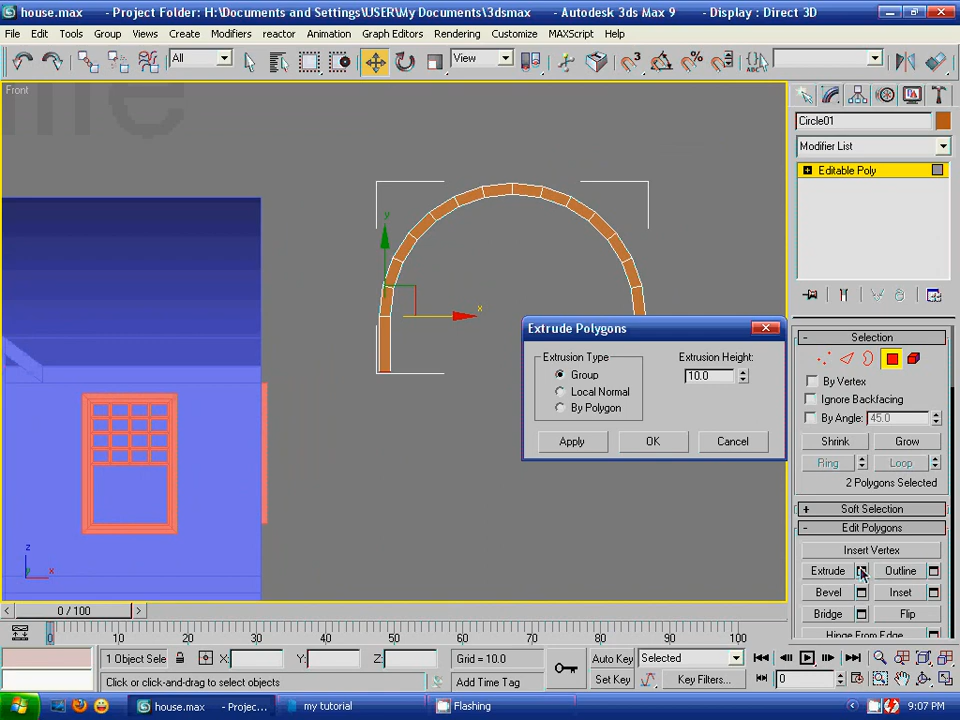 house.max - Project Folder: H:\Documents and Settings\USER\My Documents\3dsmax - Autodesk 3ds Max 9 - Display : Direct 3D
File Edit Tools Group Views Create Modifiers reactor Animation Graph Editors Rendering Customize MAXScript Help
All
View
Front
Circle01
Modifier List
Editable Poly
y
x
Extrude Polygons
Extrusion Type
Group
Local Normal
By Polygon
Extrusion Height:
10.0
Apply OK Cancel
Selection
By Vertex
Ignore Backfacing
By Angle: 45.0
Shrink Grow
Ring Loop
2 Polygons Selected
Soft Selection
Edit Polygons
Insert Vertex
Extrude Outline
Bevel Inset
Bridge Flip
Hinge From Edge
z
y x
0 / 100
0 10 20 30 40 50 60 70 80 90 100
1 Object Sele X: Y: Z: Grid = 10.0
Click or click-and-drag to select objects
Add Time Tag
Auto Key Selected
Set Key Key Filters...
0
house.max - Projec... my tutorial Flashing 9:07 PM